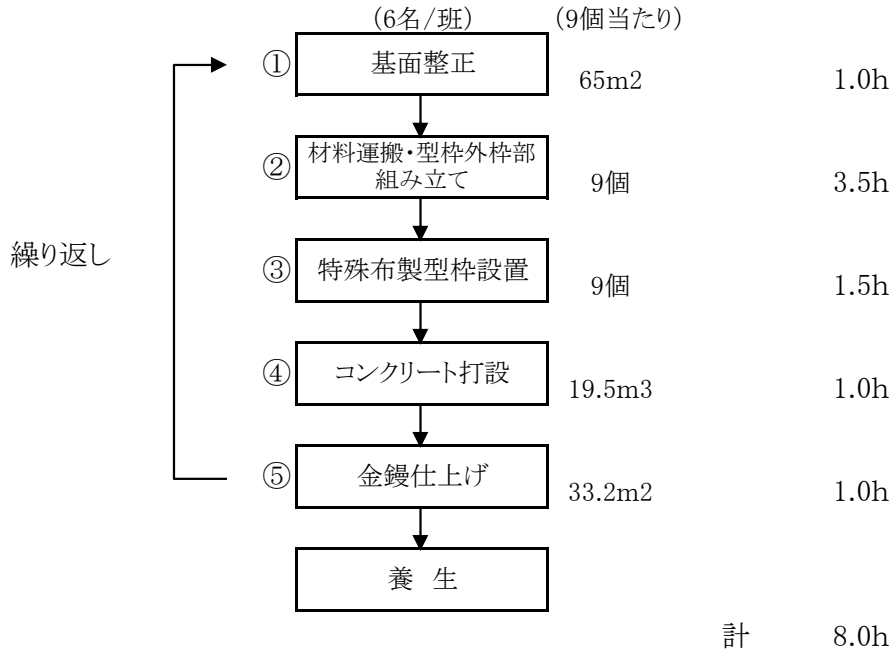 (6名/班) (9個当たり)
① 基面整正 65m2 1.0h
② 材料運搬・型枠外枠部
組み立て 9個 3.5h
繰り返し
③ 特殊布製型枠設置 9個 1.5h
④ コンクリート打設 19.5m3 1.0h
⑤ 金鏝仕上げ 33.2m2 1.0h
養 生
計 8.0h